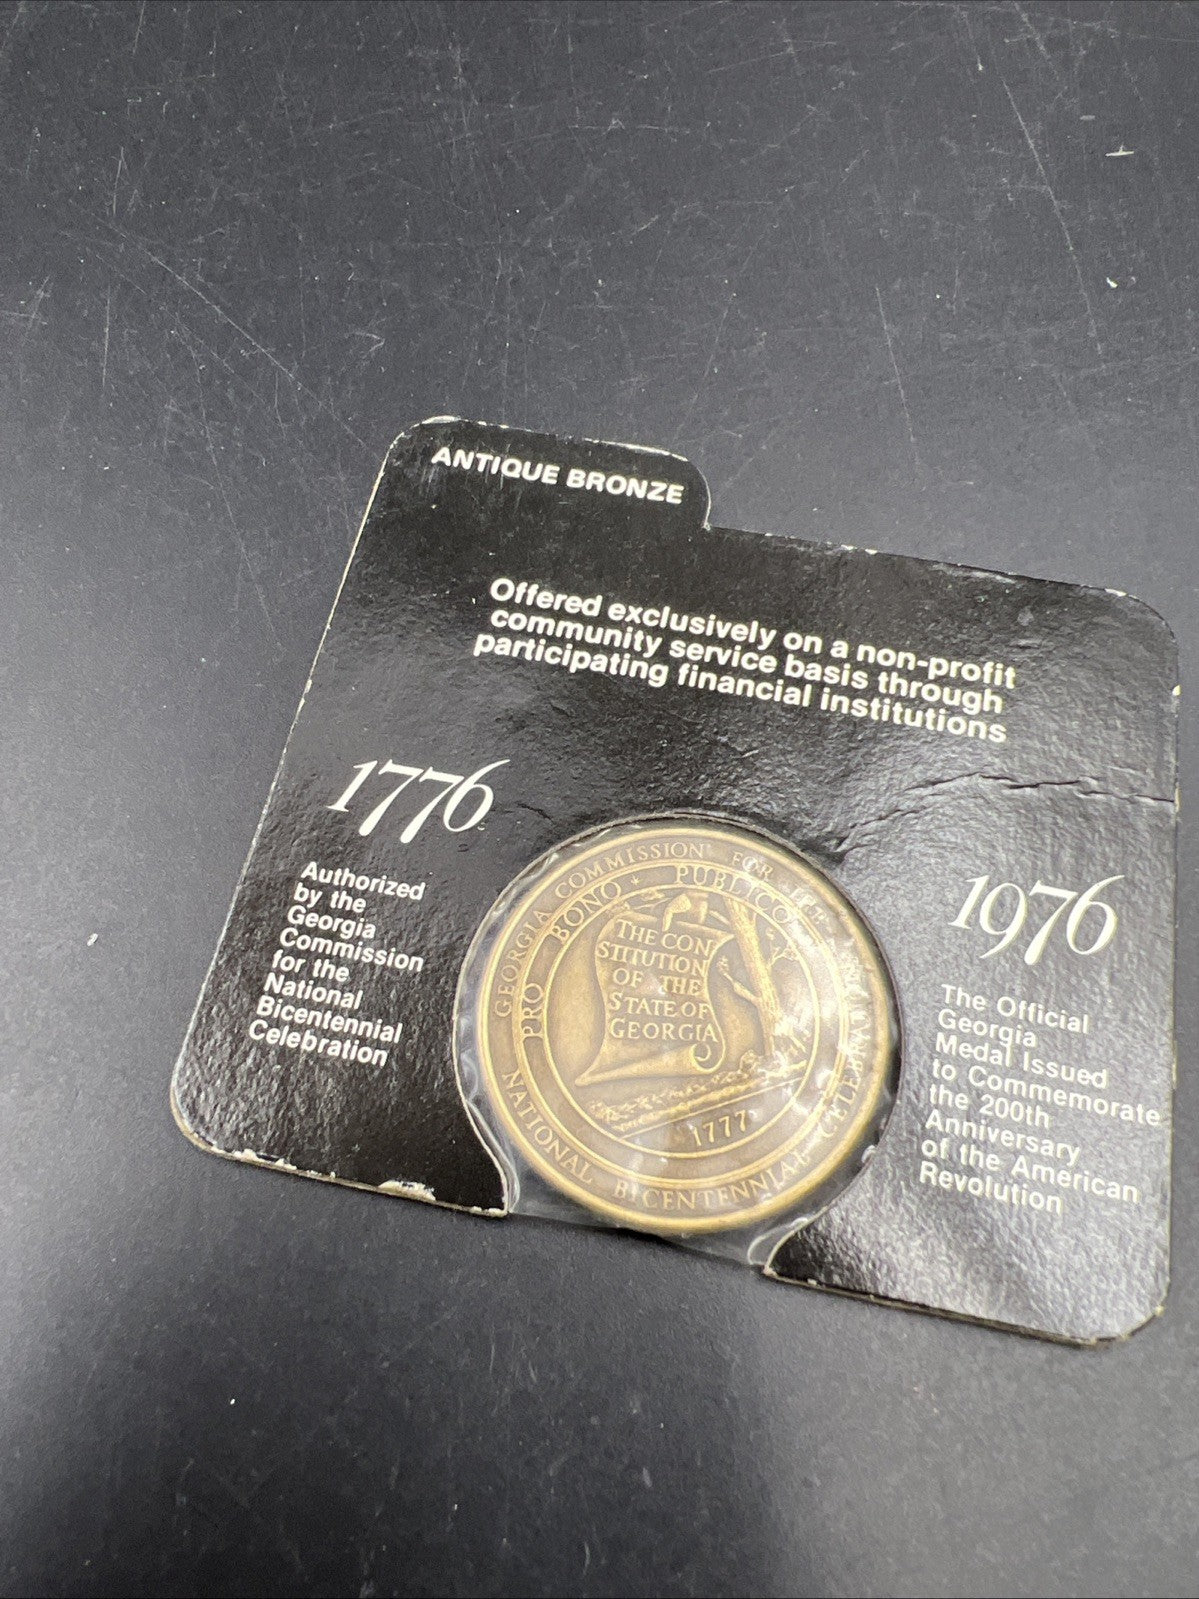 ANTIQUE BRONZE
Offered exclusively on a non-profit
community service basis through
participating financial institutions
1776
Authorized
by the
Georgia
Commission
for the
National
Bicentennial
Celebration
1976
The Official
Georgia
Medal Issued
to Commemorate
the 200th
Anniversary
of the American
Revolution
GEORGIA COMMISSION FOR THE
NATIONAL BICENTENNIAL CELEBRATION
PRO BONO PUBLICO
THE CON
STITUTION
OF THE
STATE OF
GEORGIA
1777